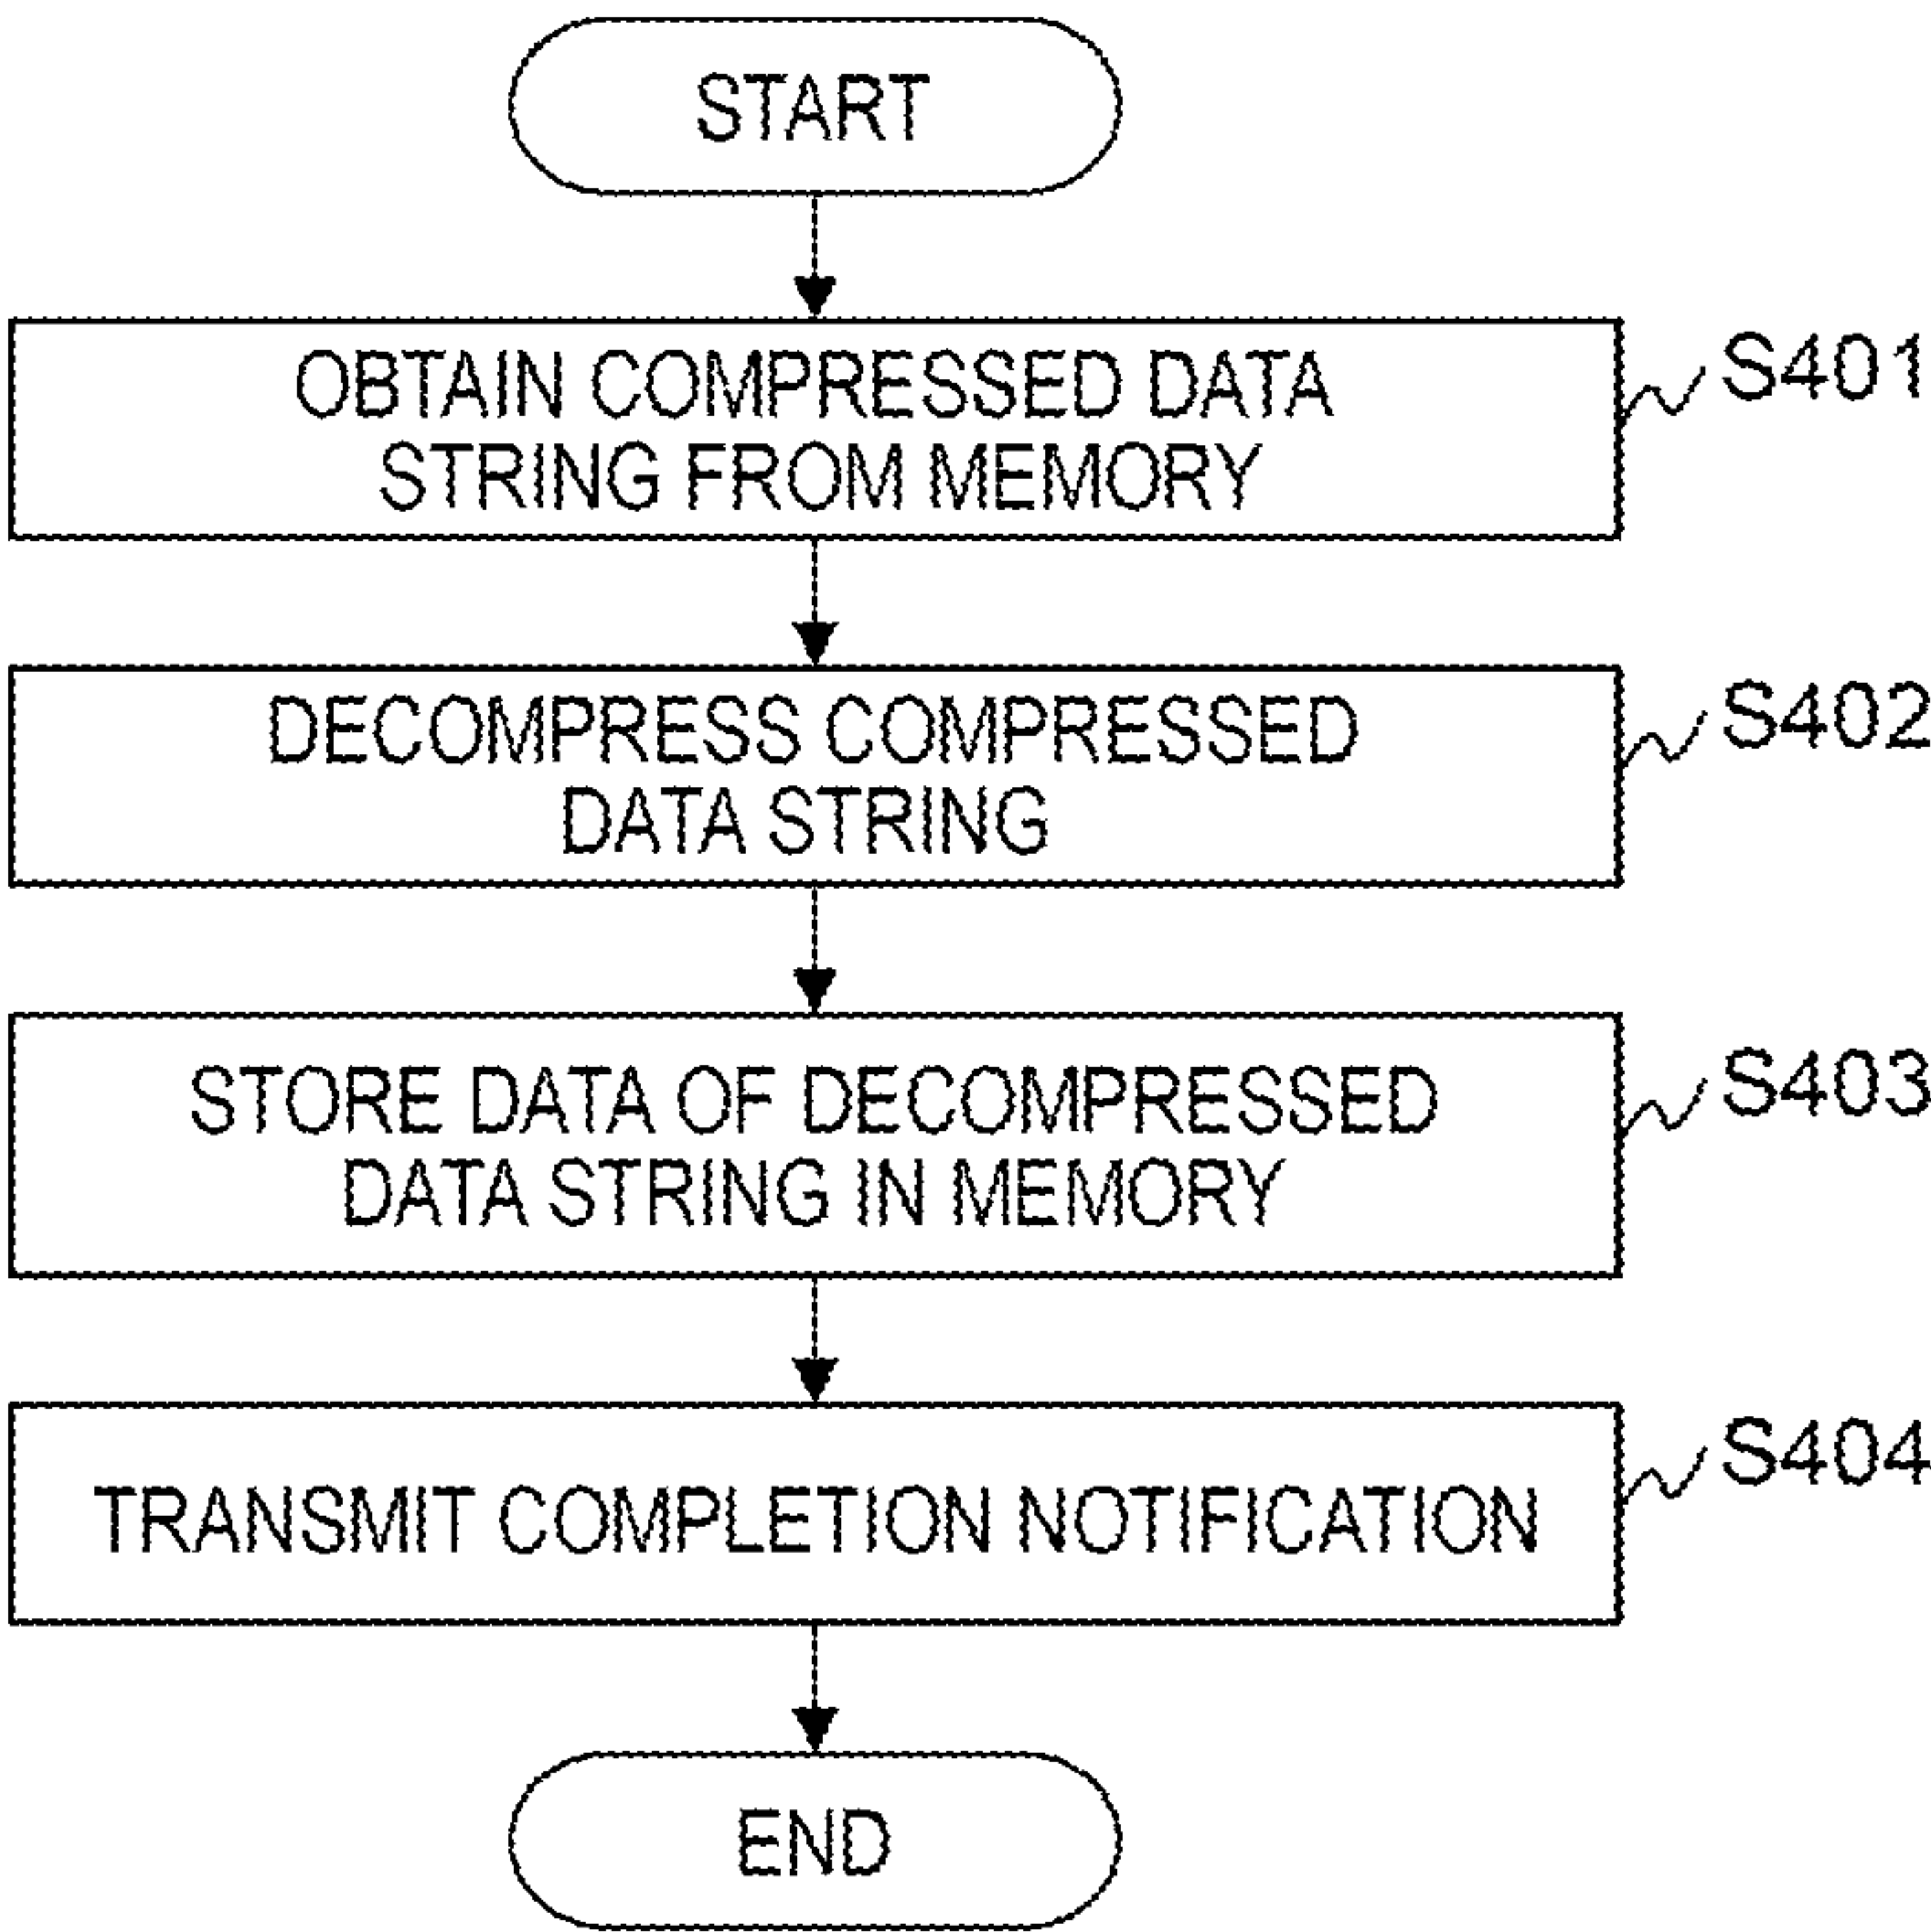 START
OBTAIN COMPRESSED DATA
STRING FROM MEMORY
S401
DECOMPRESS COMPRESSED
DATA STRING
S402
STORE DATA OF DECOMPRESSED
DATA STRING IN MEMORY
S403
TRANSMIT COMPLETION NOTIFICATION
S404
END